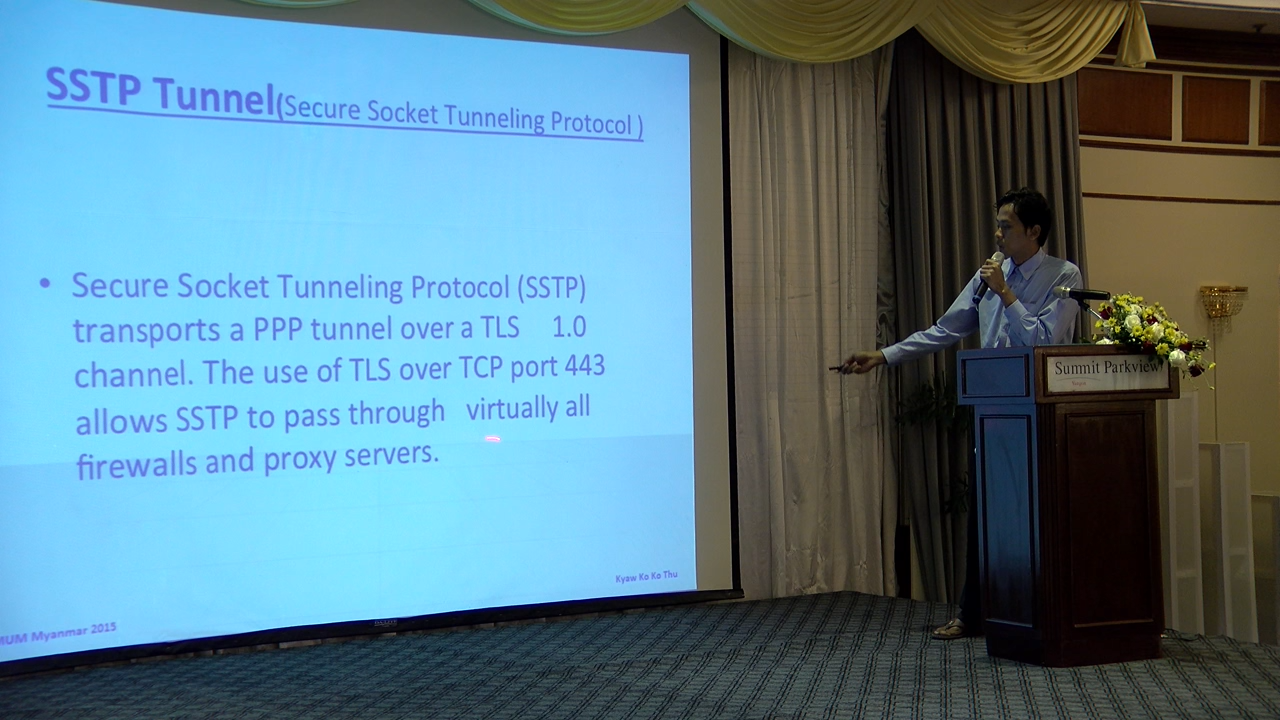 SSTP Tunnel(Secure Socket Tunneling Protocol )
• Secure Socket Tunneling Protocol (SSTP)
transports a PPP tunnel over a TLS 1.0
channel. The use of TLS over TCP port 443
allows SSTP to pass through virtually all
firewalls and proxy servers.
Kyaw Ko Ko Thu
MUM Myanmar 2015
Summit Parkview